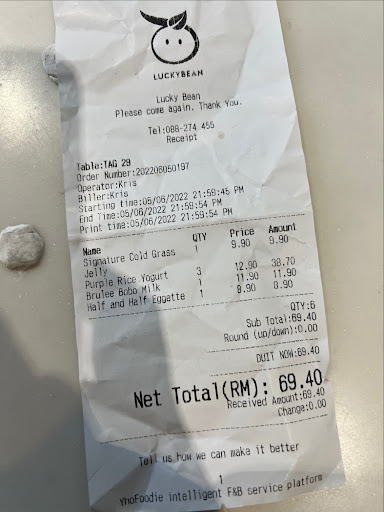 LUCKYBEAN
Lucky Bean
Please come again. Thank You.
Tel:088-274 455
Receipt
Table:TAG 29
Order Number:202206050197
Operator:Kris
Biller:Kris
Starting time:05/06/2022 21:59:45 PM
End Time:05/06/2022 21:59:54 PM
Print time:05/06/2022 21:59:54 PM
Name QTY Price Amount
Signature Cold Grass 1 9.90 9.90
Jelly
Purple Rice Yogurt 3 12.90 38.70
Brulee Bobo Milk 1 11.90 11.90
Half and Half Eggette 1 8.90 8.90
QTY:6
Sub Total:69.40
Round (up/down):0.00
DUIT NOW:69.40
Net Total(RM): 69.40
Received Amount:69.40
Change:0.00
Tell us how we can make it better
1
YhoFoodie intelligent F&B service platform